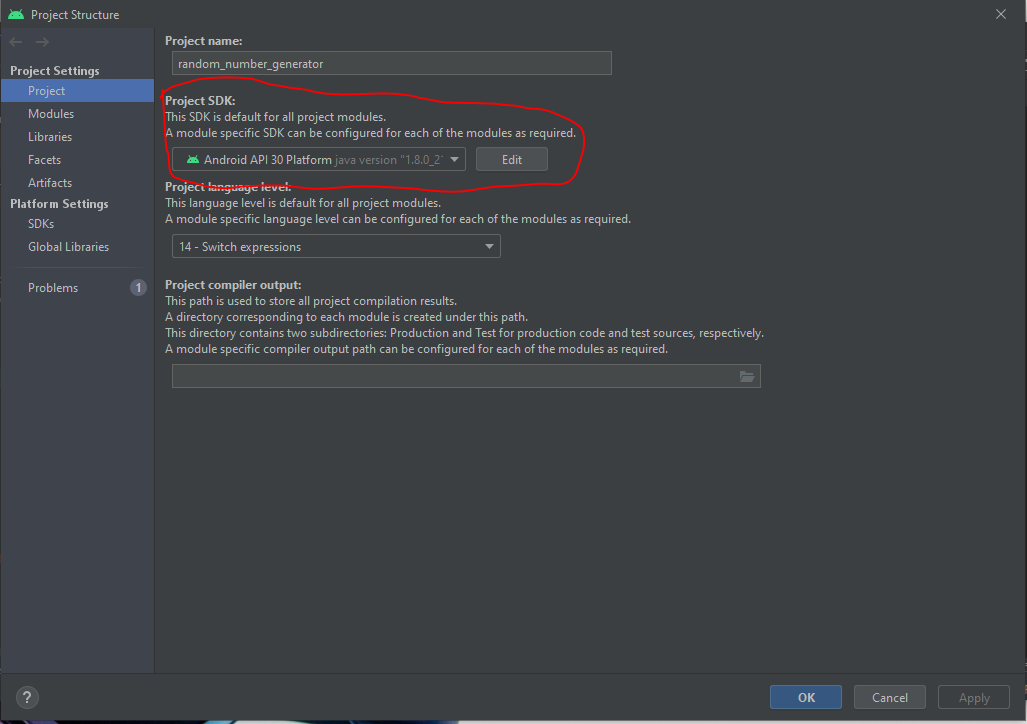 Project Structure
Project name:
random_number_generator
Project Settings
Project
Modules
Libraries
Facets
Artifacts
Platform Settings
SDKs
Global Libraries
Problems 1
Project SDK:
This SDK is default for all project modules.
A module specific SDK can be configured for each of the modules as required.
Android API 30 Platform java version "1.8.0_2 Edit
Project language level:
This language level is default for all project modules.
A module specific language level can be configured for each of the modules as required.
14 - Switch expressions
Project compiler output:
This path is used to store all project compilation results.
A directory corresponding to each module is created under this path.
This directory contains two subdirectories: Production and Test for production code and test sources, respectively.
A module specific compiler output path can be configured for each of the modules as required.
?
OK Cancel Apply